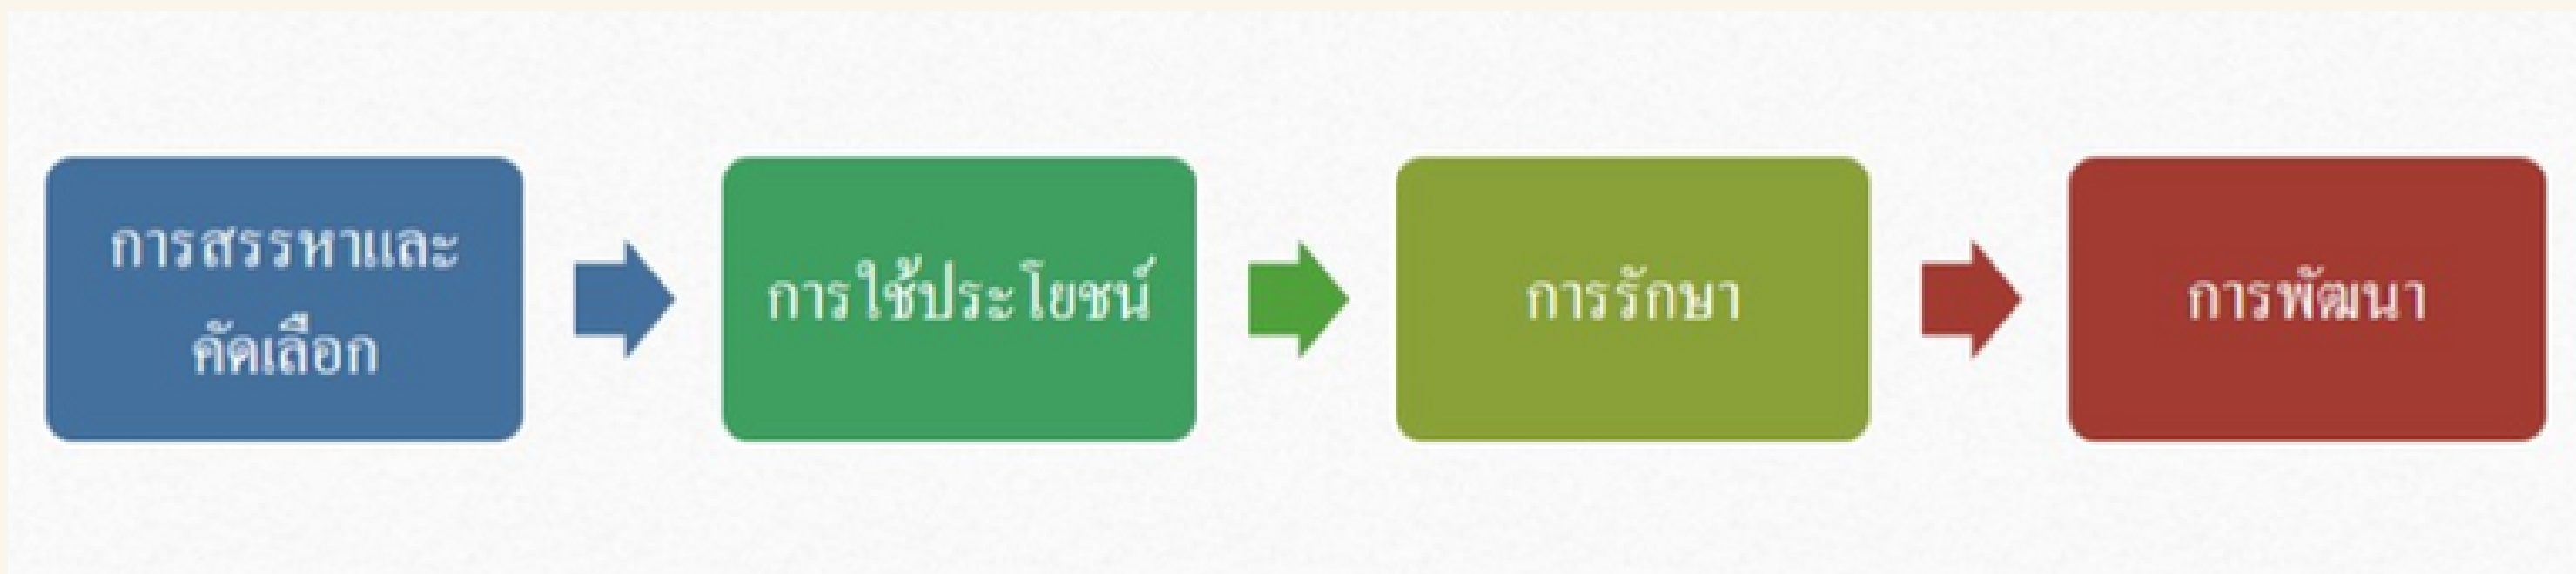 การสรรหาและ
คัดเลือก
การใช้ประโยชน์
การรักษา
การพัฒนา